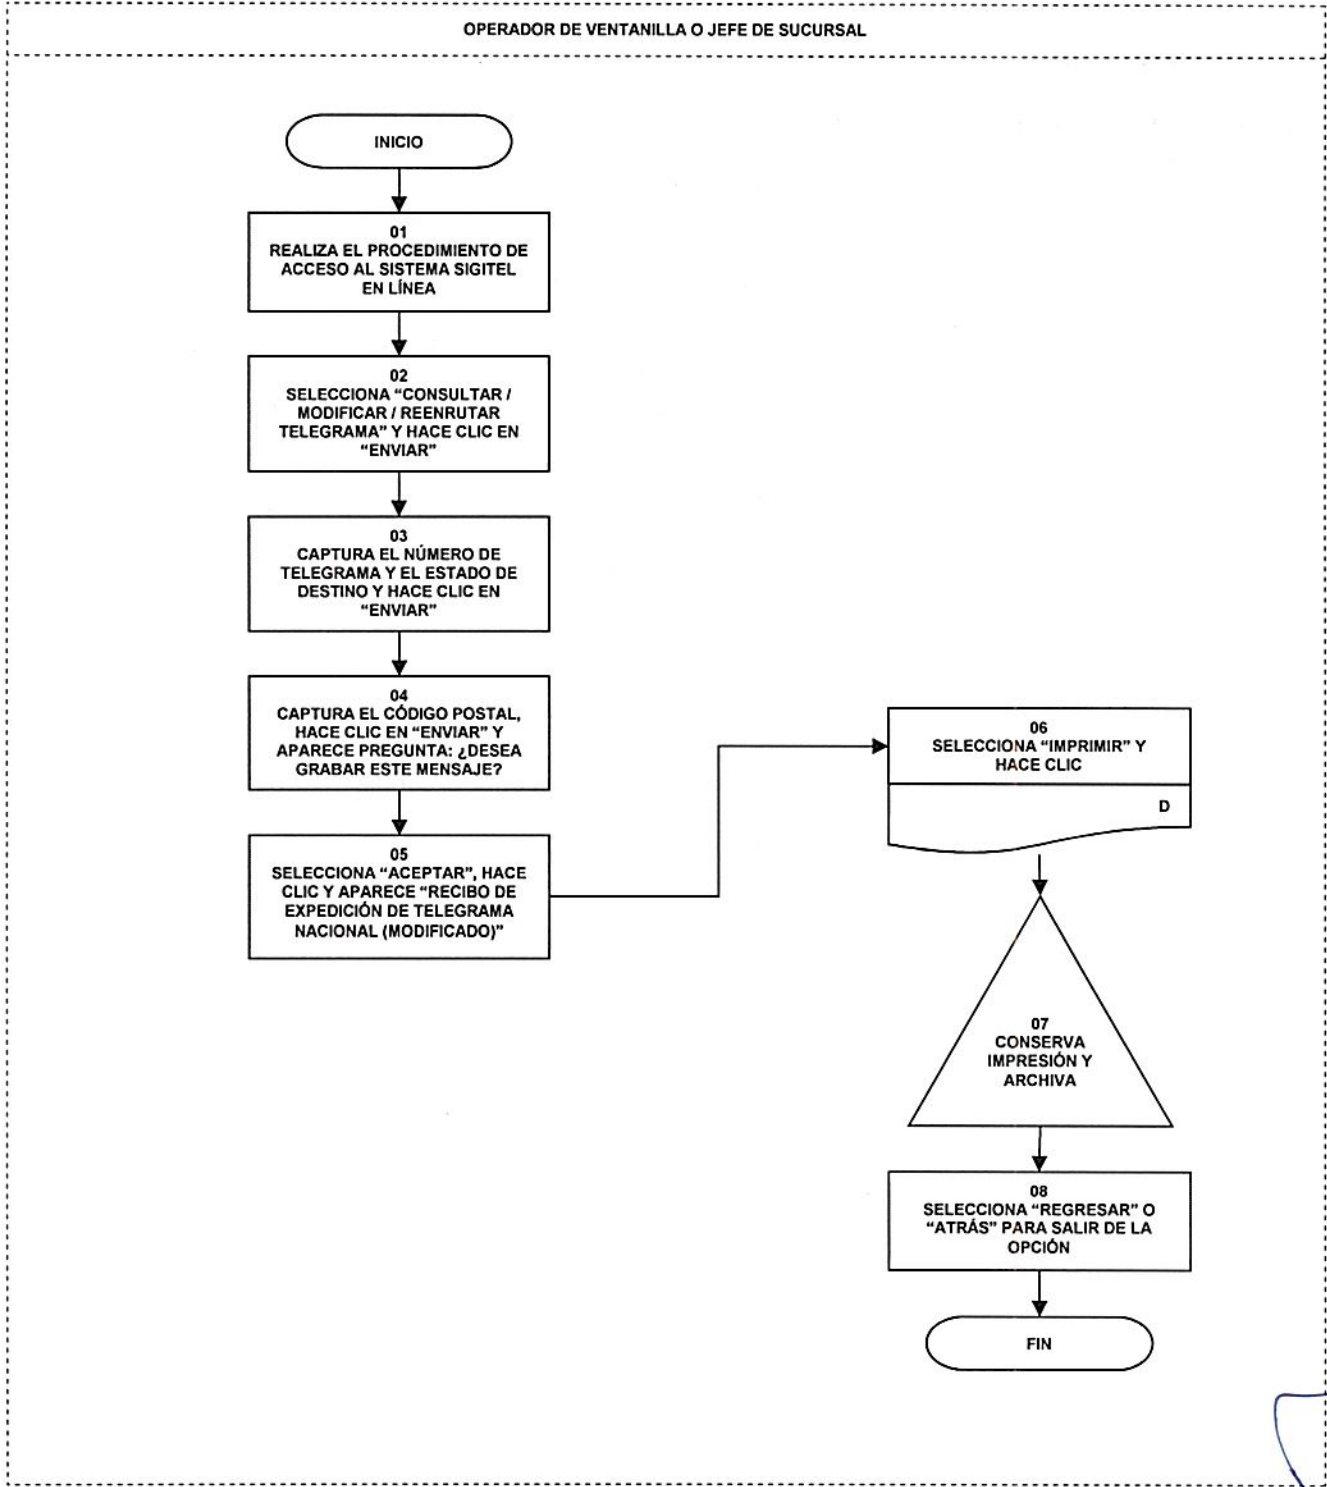 OPERADOR DE VENTANILLA O JEFE DE SUCURSAL
INICIO
01
REALIZA EL PROCEDIMIENTO DE
ACCESO AL SISTEMA SIGITEL
EN LÍNEA
02
SELECCIONA “CONSULTAR /
MODIFICAR / REENRUTAR
TELEGRAMA” Y HACE CLIC EN
“ENVIAR”
03
CAPTURA EL NÚMERO DE
TELEGRAMA Y EL ESTADO DE
DESTINO Y HACE CLIC EN
“ENVIAR”
04
CAPTURA EL CÓDIGO POSTAL,
HACE CLIC EN “ENVIAR” Y
APARECE PREGUNTA: ¿DESEA
GRABAR ESTE MENSAJE?
05
SELECCIONA “ACEPTAR”, HACE
CLIC Y APARECE “RECIBO DE
EXPEDICIÓN DE TELEGRAMA
NACIONAL (MODIFICADO)”
06
SELECCIONA “IMPRIMIR” Y
HACE CLIC
D
07
CONSERVA
IMPRESIÓN Y
ARCHIVA
08
SELECCIONA “REGRESAR” O
“ATRÁS” PARA SALIR DE LA
OPCIÓN
FIN